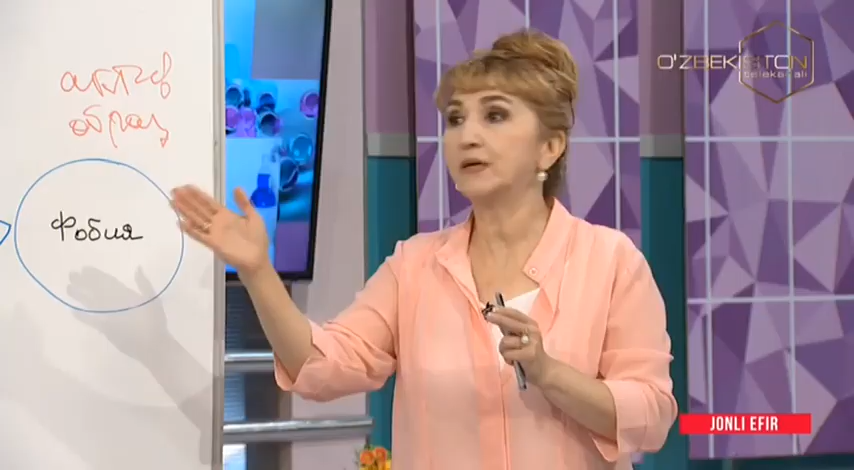 O'ZBEKISTON
telekanali
актив
образ
Фобия
JONLI EFIR